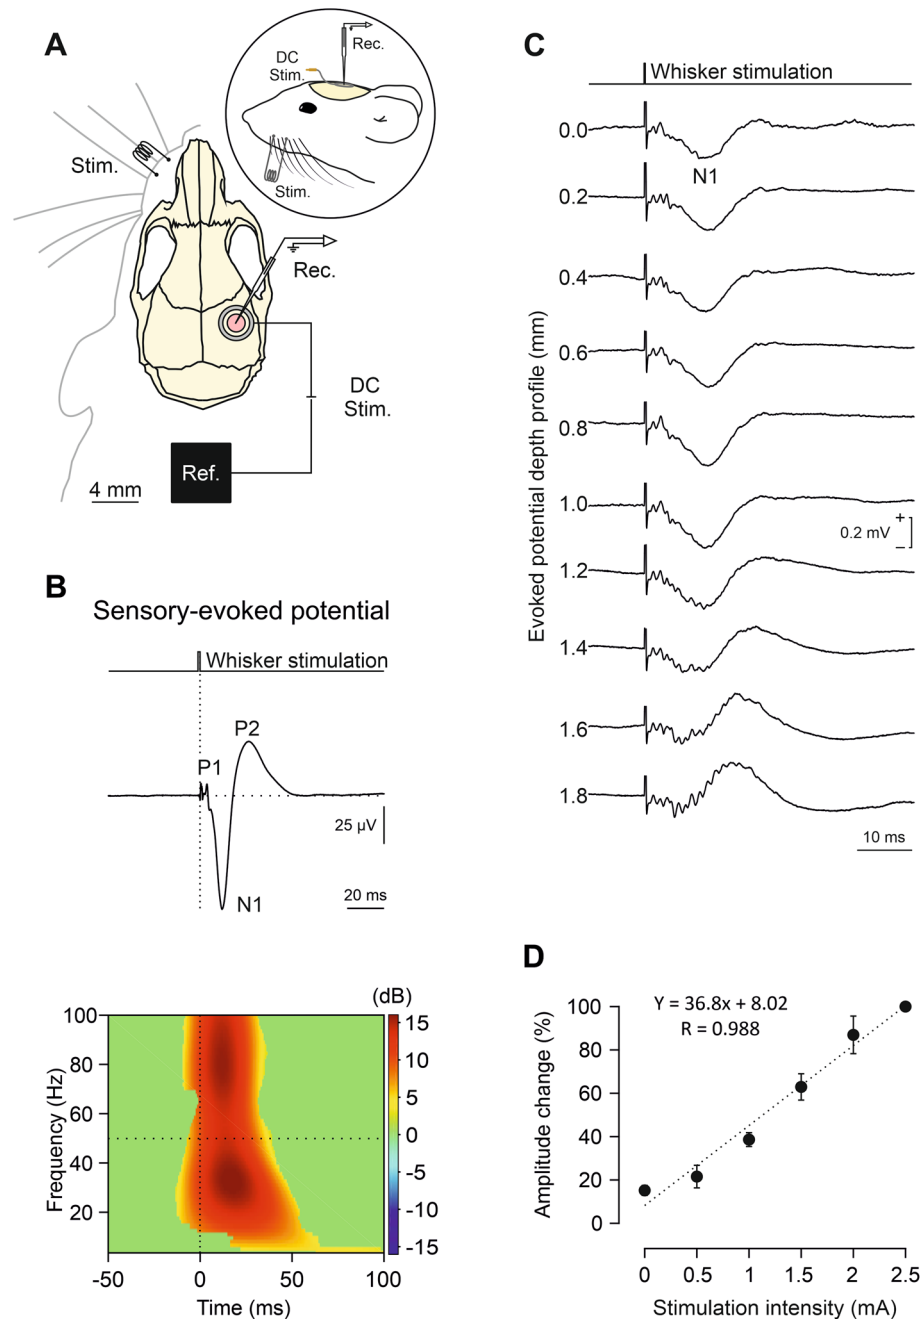 A
DC
Stim.
Rec.
Stim.
Stim.
Rec.
DC
Stim.
Ref.
4 mm
B
Sensory-evoked potential
Whisker stimulation
P2
P1
25 µV
N1
20 ms
(dB)
100
80
60
40
20
Frequency (Hz)
15
10
5
0
-5
-10
-15
-50
0
50
100
Time (ms)
C
Whisker stimulation
0.0
N1
0.2
0.4
0.6
0.8
1.0
+
0.2 mV
−
1.2
1.4
1.6
1.8
Evoked potential depth profile (mm)
10 ms
D
Y = 36.8x + 8.02
R = 0.988
100
80
60
40
20
0
Amplitude change (%)
0
0.5
1
1.5
2
2.5
Stimulation intensity (mA)